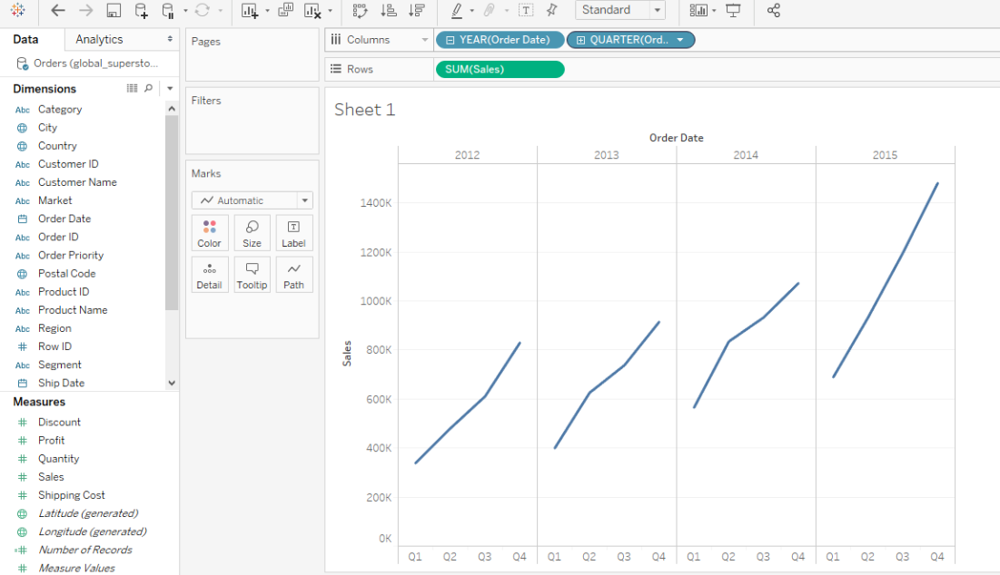 Standard
Data
Analytics
Pages
Columns
YEAR(Order Date)
QUARTER(Ord..
Orders (global_supersto...
Rows
SUM(Sales)
Dimensions
Abc Category
City
Country
Abc Customer ID
Abc Customer Name
Abc Market
Order Date
Abc Order ID
Abc Order Priority
Postal Code
Abc Product ID
Abc Product Name
Abc Region
# Row ID
Abc Segment
Ship Date
Measures
# Discount
# Profit
# Quantity
# Sales
# Shipping Cost
Latitude (generated)
Longitude (generated)
=# Number of Records
# Measure Values
Filters
Marks
Automatic
Color
Size
T
Label
Detail
Tooltip
Path
Sheet 1
Order Date
2012
2013
2014
2015
Sales
1400K
1200K
1000K
800K
600K
400K
200K
0K
Q1 Q2 Q3 Q4
Q1 Q2 Q3 Q4
Q1 Q2 Q3 Q4
Q1 Q2 Q3 Q4